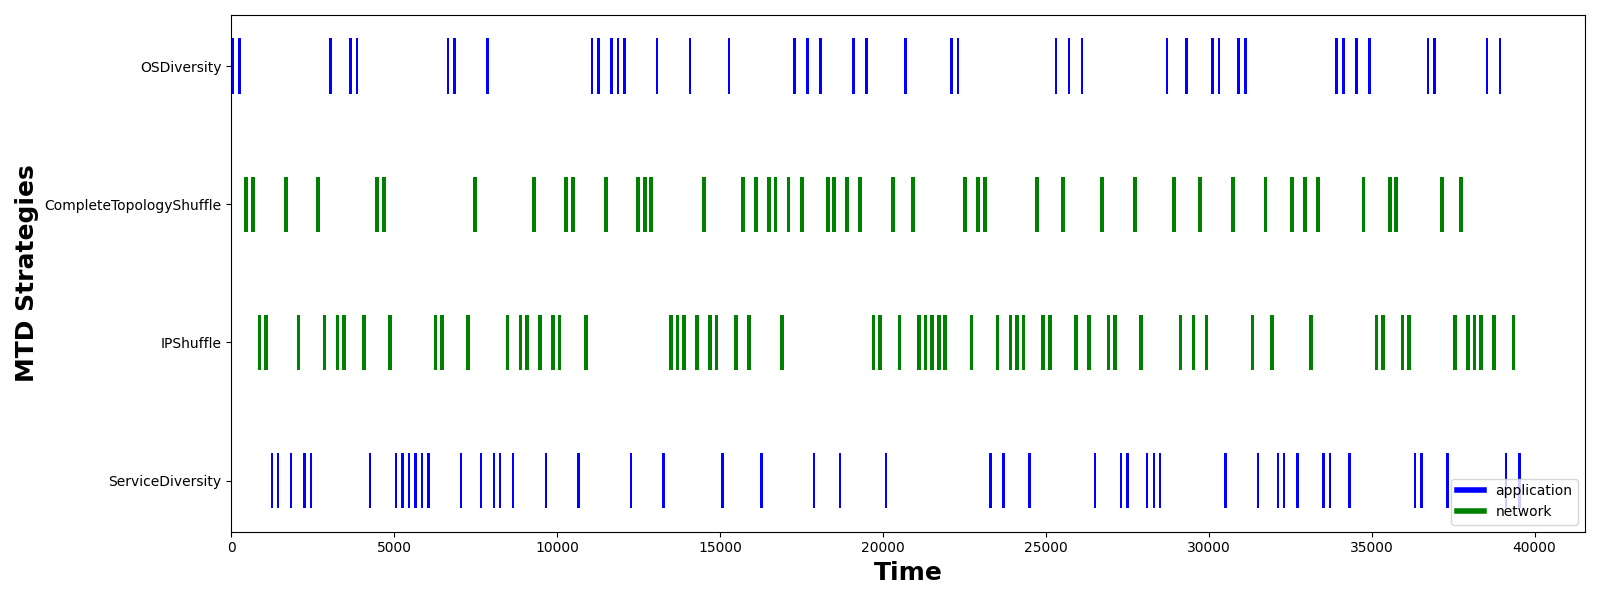 MTD Strategies
OSDiversity
CompleteTopologyShuffle
IPShuffle
ServiceDiversity
application
network
0 5000 10000 15000 20000 25000 30000 35000 40000
Time